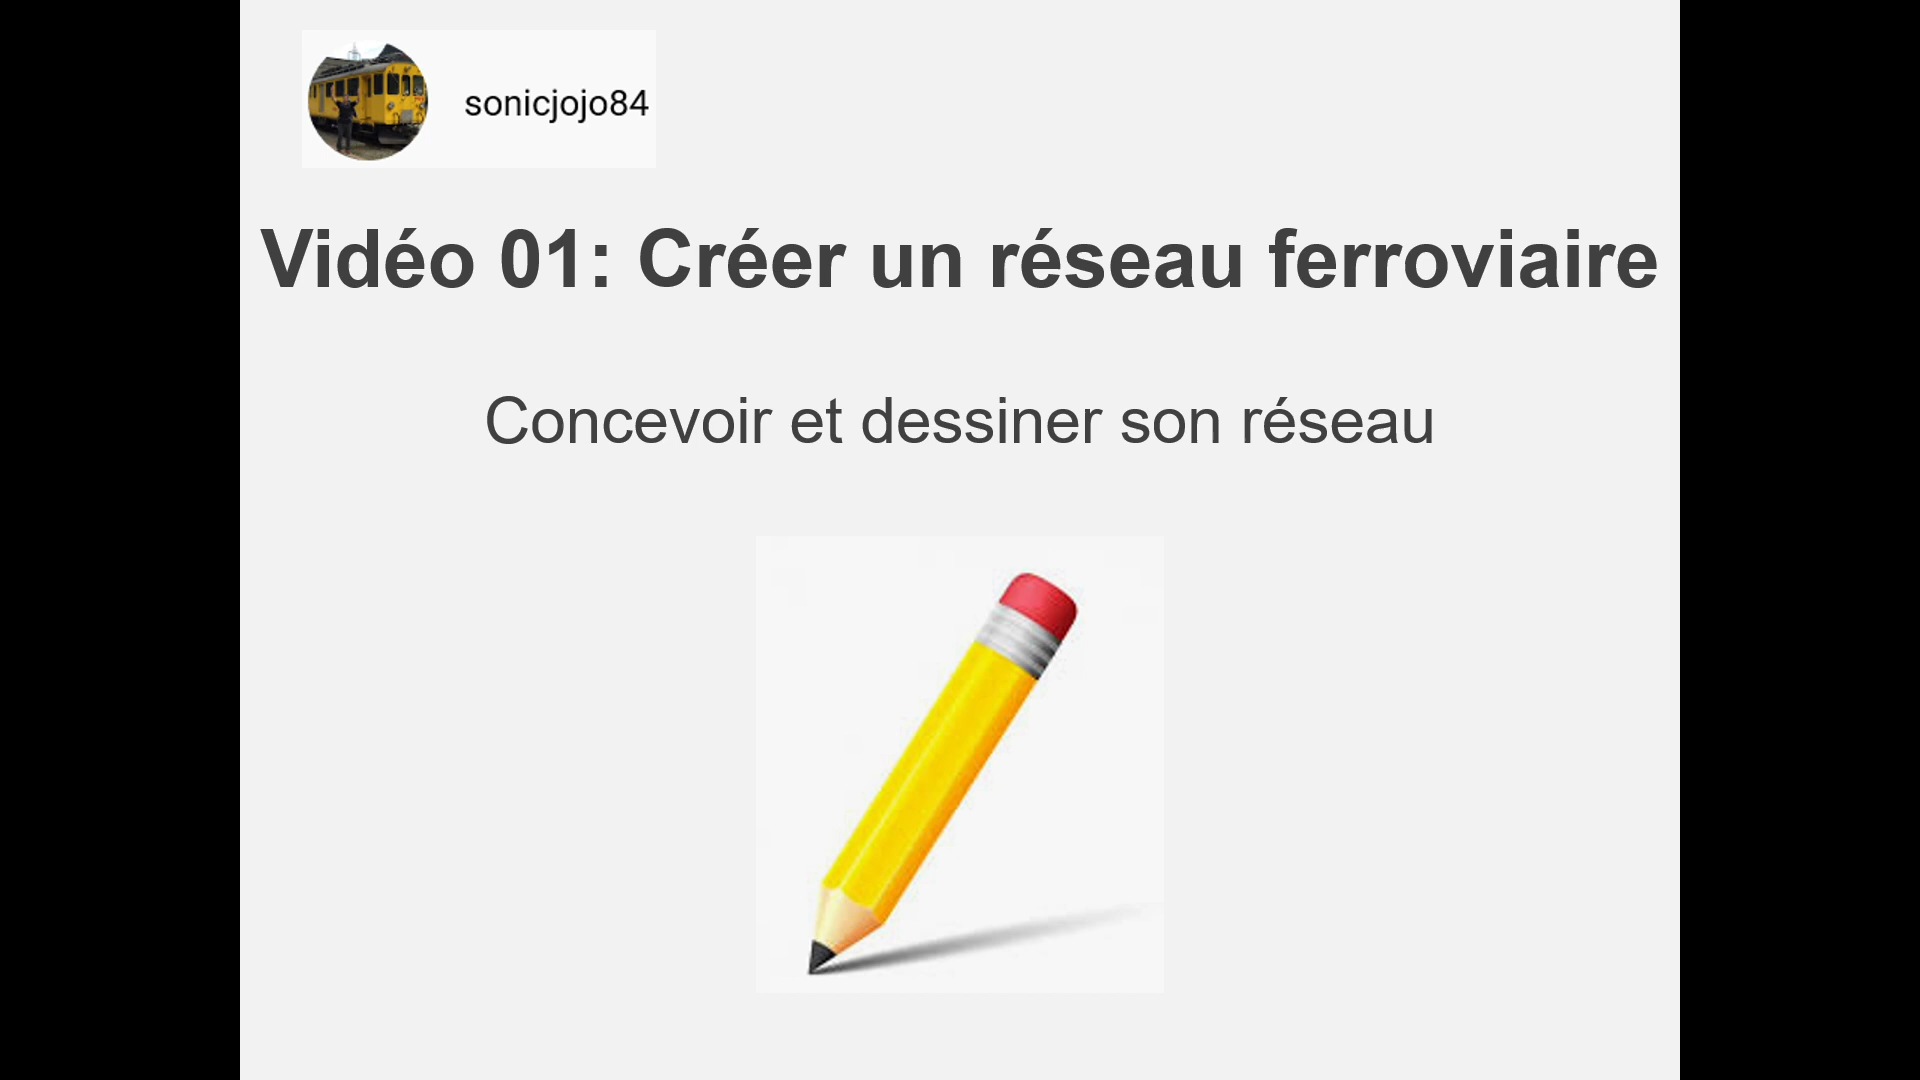 sonicjojo84
Vidéo 01: Créer un réseau ferroviaire
Concevoir et dessiner son réseau